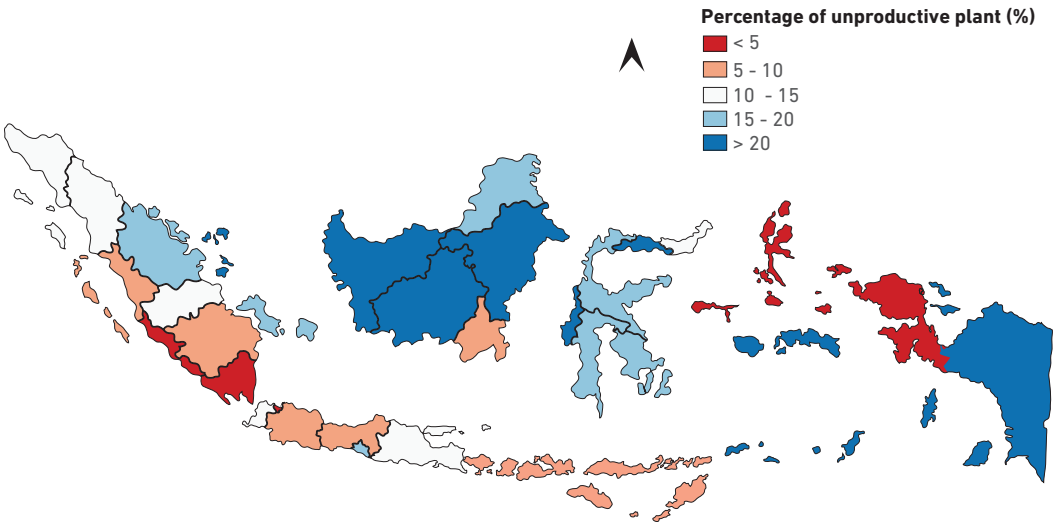 Percentage of unproductive plant (%)
< 5
5 - 10
10 - 15
15 - 20
> 20